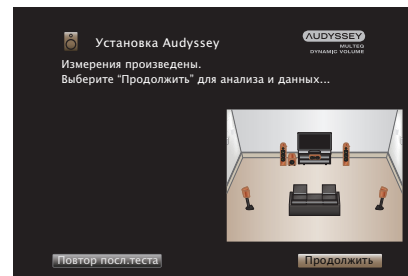 Установка Audyssey
AUDYSSEY
MULTEQ
DYNAMIC VOLUME
Измерения произведены.
Выберите “Продолжить” для анализа и данных...
Повтор посл.теста
Продолжить